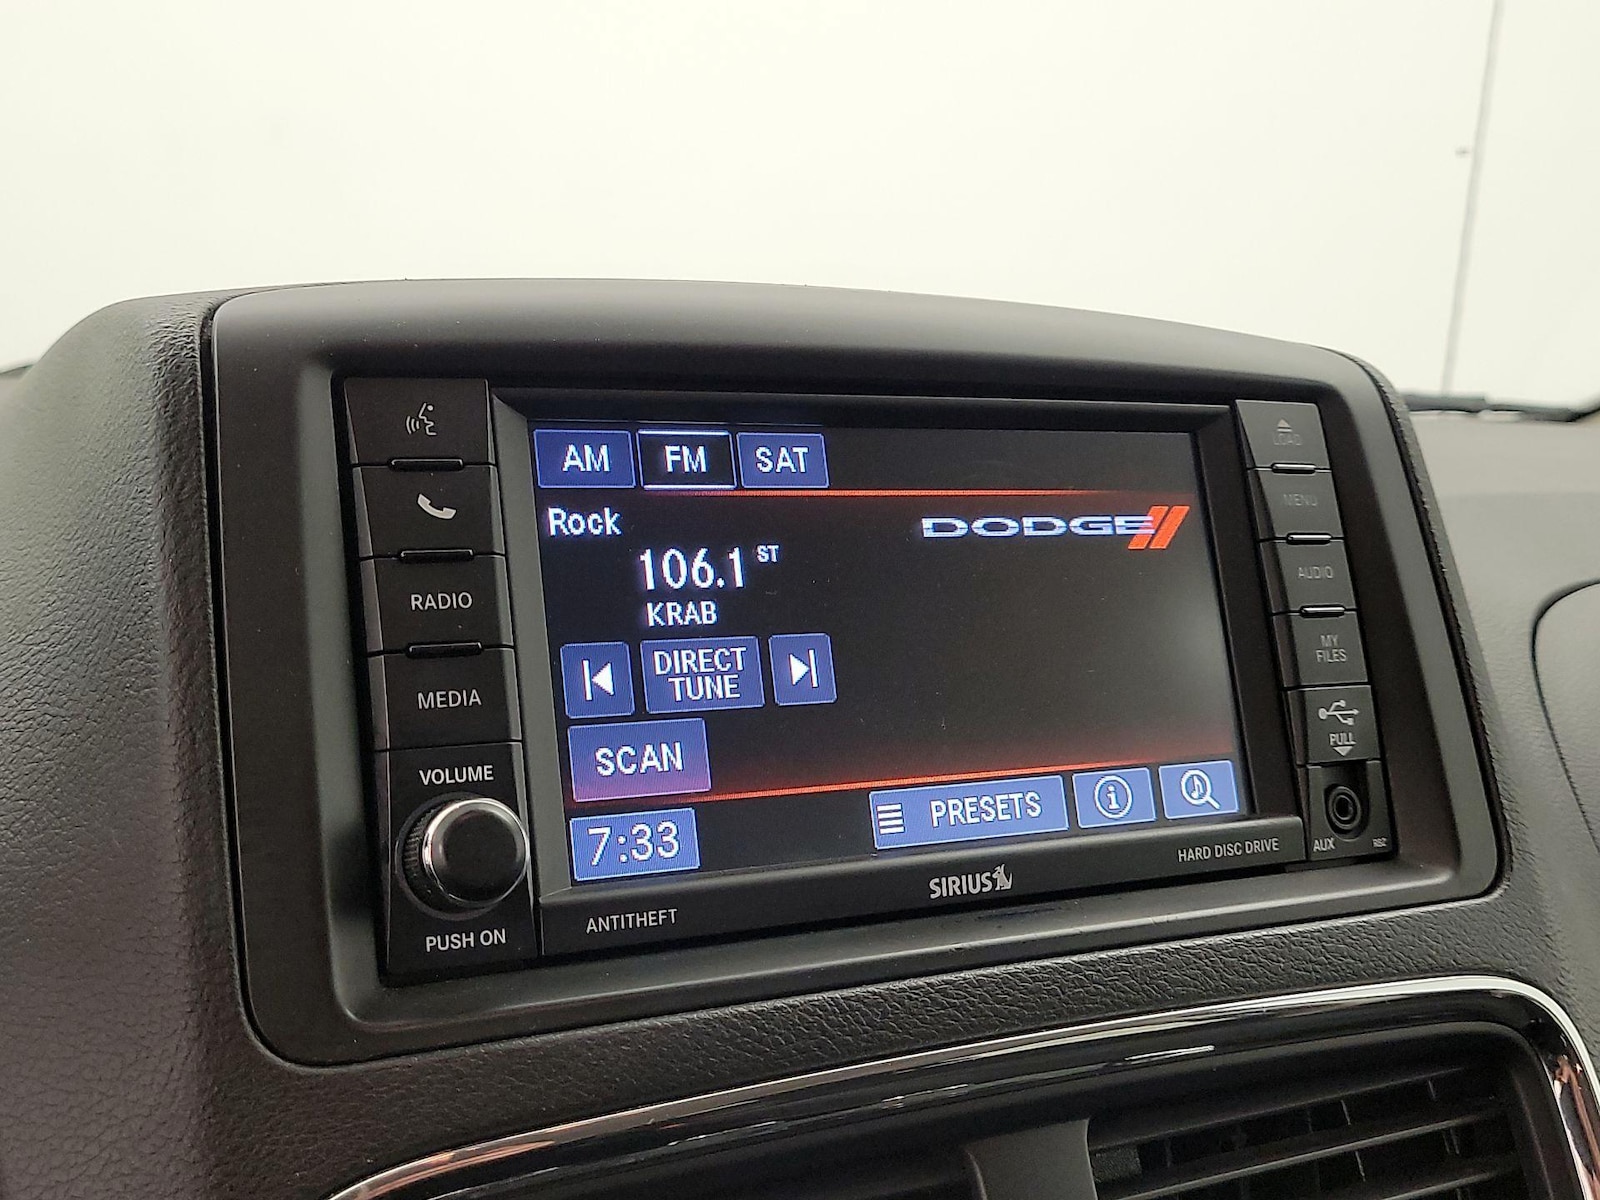 AM FM SAT
Rock
DODGE
106.1 ST
KRAB
DIRECT
TUNE
SCAN
7:33
PRESETS
RADIO
MEDIA
VOLUME
PUSH ON
LOAD
MENU
AUDIO
MY
FILES
PULL
AUX
ANTITHEFT
SIRIUS
HARD DISC DRIVE